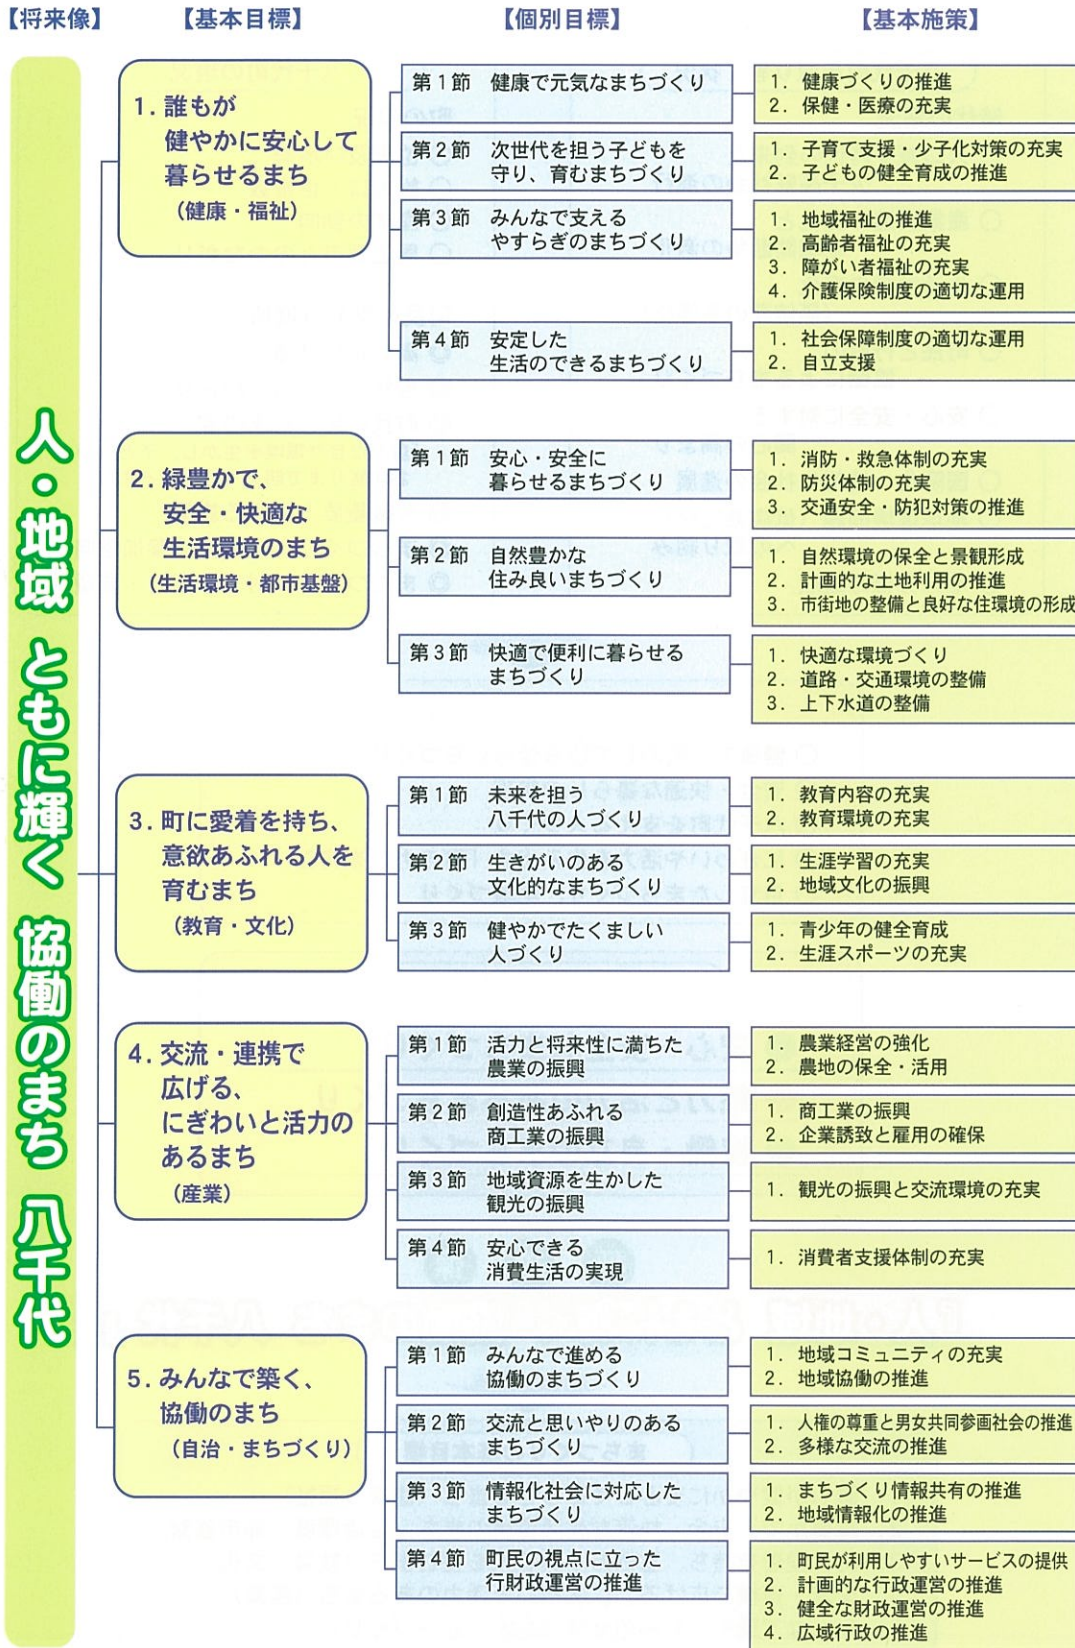 【将来像】
【基本目標】
【個別目標】
【基本施策】
人・地域 ともに輝く 協働のまち 八千代
1. 誰もが
健やかに安心して
暮らせるまち
(健康・福祉)
第1節 健康で元気なまちづくり
1. 健康づくりの推進
2. 保健・医療の充実
第2節 次世代を担う子どもを
守り、育むまちづくり
1. 子育て支援・少子化対策の充実
2. 子どもの健全育成の推進
第3節 みんなで支える
やすらぎのまちづくり
1. 地域福祉の推進
2. 高齢者福祉の充実
3. 障がい者福祉の充実
4. 介護保険制度の適切な運用
第4節 安定した
生活のできるまちづくり
1. 社会保障制度の適切な運用
2. 自立支援
2. 緑豊かで、
安全・快適な
生活環境のまち
(生活環境・都市基盤)
第1節 安心・安全に
暮らせるまちづくり
1. 消防・救急体制の充実
2. 防災体制の充実
3. 交通安全・防犯対策の推進
第2節 自然豊かな
住み良いまちづくり
1. 自然環境の保全と景観形成
2. 計画的な土地利用の推進
3. 市街地の整備と良好な住環境の形成
第3節 快適で便利に暮らせる
まちづくり
1. 快適な環境づくり
2. 道路・交通環境の整備
3. 上下水道の整備
3. 町に愛着を持ち、
意欲あふれる人を
育むまち
(教育・文化)
第1節 未来を担う
八千代の人づくり
1. 教育内容の充実
2. 教育環境の充実
第2節 生きがいのある
文化的なまちづくり
1. 生涯学習の充実
2. 地域文化の振興
第3節 健やかでたくましい
人づくり
1. 青少年の健全育成
2. 生涯スポーツの充実
4. 交流・連携で
広げる、
にぎわいと活力の
あるまち
(産業)
第1節 活力と将来性に満ちた
農業の振興
1. 農業経営の強化
2. 農地の保全・活用
第2節 創造性あふれる
商工業の振興
1. 商工業の振興
2. 企業誘致と雇用の確保
第3節 地域資源を生かした
観光の振興
1. 観光の振興と交流環境の充実
第4節 安心できる
消費生活の実現
1. 消費者支援体制の充実
5. みんなで築く、
協働のまち
(自治・まちづくり)
第1節 みんなで進める
協働のまちづくり
1. 地域コミュニティの充実
2. 地域協働の推進
第2節 交流と思いやりのある
まちづくり
1. 人権の尊重と男女共同参画社会の推進
2. 多様な交流の推進
第3節 情報化社会に対応した
まちづくり
1. まちづくり情報共有の推進
2. 地域情報化の推進
第4節 町民の視点に立った
行財政運営の推進
1. 町民が利用しやすいサービスの提供
2. 計画的な行政運営の推進
3. 健全な財政運営の推進
4. 広域行政の推進